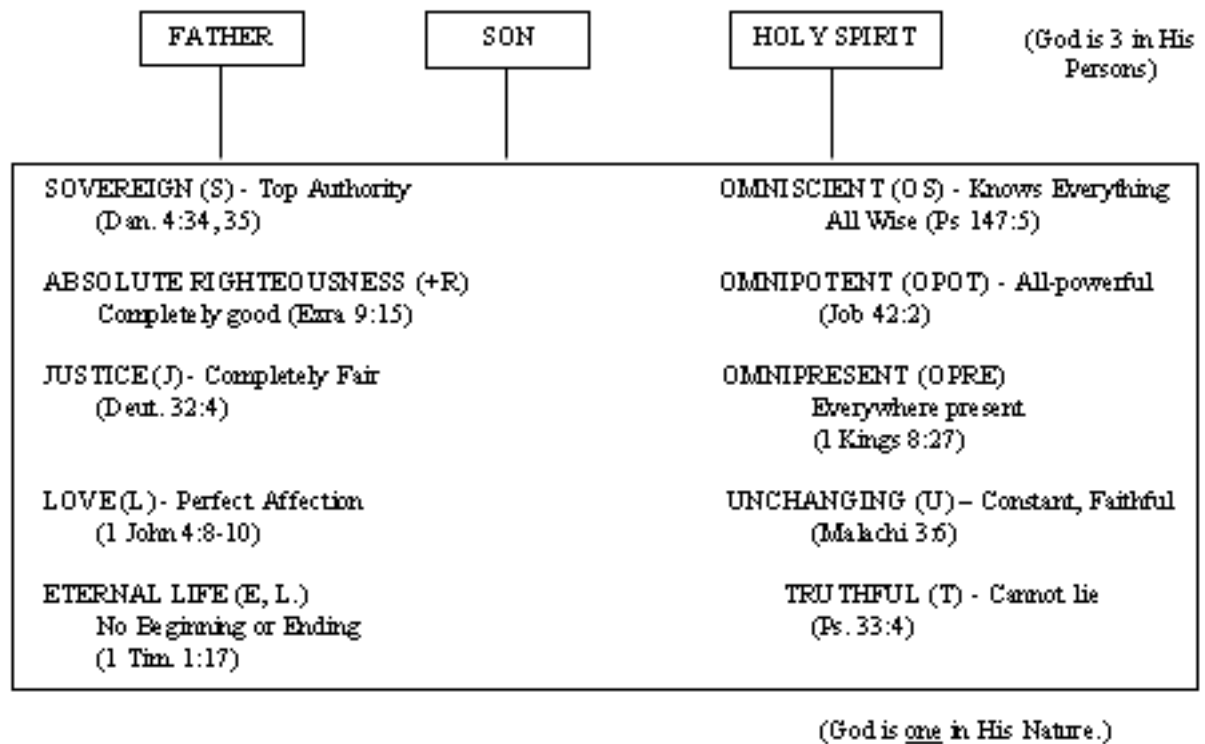 FATHER
SON
HOLY SPIRIT
(God is 3 in His
Persons)
SOVEREIGN (S) - Top Authority
(Dan. 4:34, 35)
ABSOLUTE RIGHTEOUSNESS (+R)
Completely good (Ezra 9:15)
JUSTICE (J) - Completely Fair
(Deut. 32:4)
LOVE (L) - Perfect Affection
(1 John 4:8-10)
ETERNAL LIFE (E, L.)
No Beginning or Ending
(1 Tim. 1:17)
OMNISCIENT (OS) - Knows Everything
All Wise (Ps 147:5)
OMNIPOTENT (OPOT) - All-powerful
(Job 42:2)
OMNIPRESENT (OPRE)
Everywhere present
(1 Kings 8:27)
UNCHANGING (U) – Constant, Faithful
(Malachi 3:6)
TRUTHFUL (T) - Cannot lie
(Ps. 33:4)
(God is one in His Nature.)